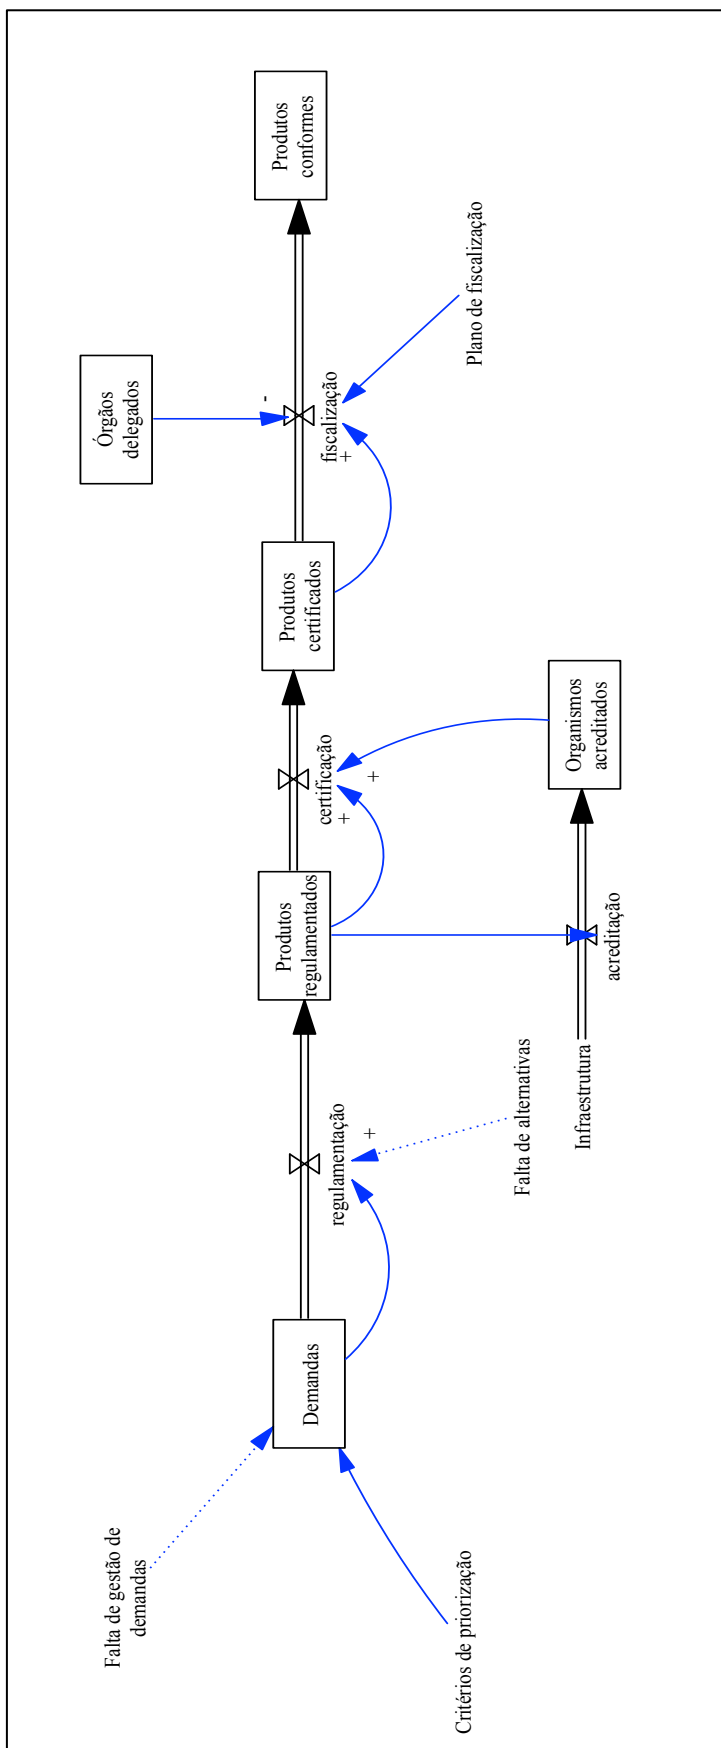 Falta de gestão de
demandas
Critérios de priorização
Demandas
regulamentação
+
Falta de alternativas
Produtos
regulamentados
Infraestrutura
acreditação
Organismos
acreditados
certificação
+
+
Produtos
certificados
Órgãos
delegados
-
fiscalização
+
Plano de fiscalização
Produtos
conformes